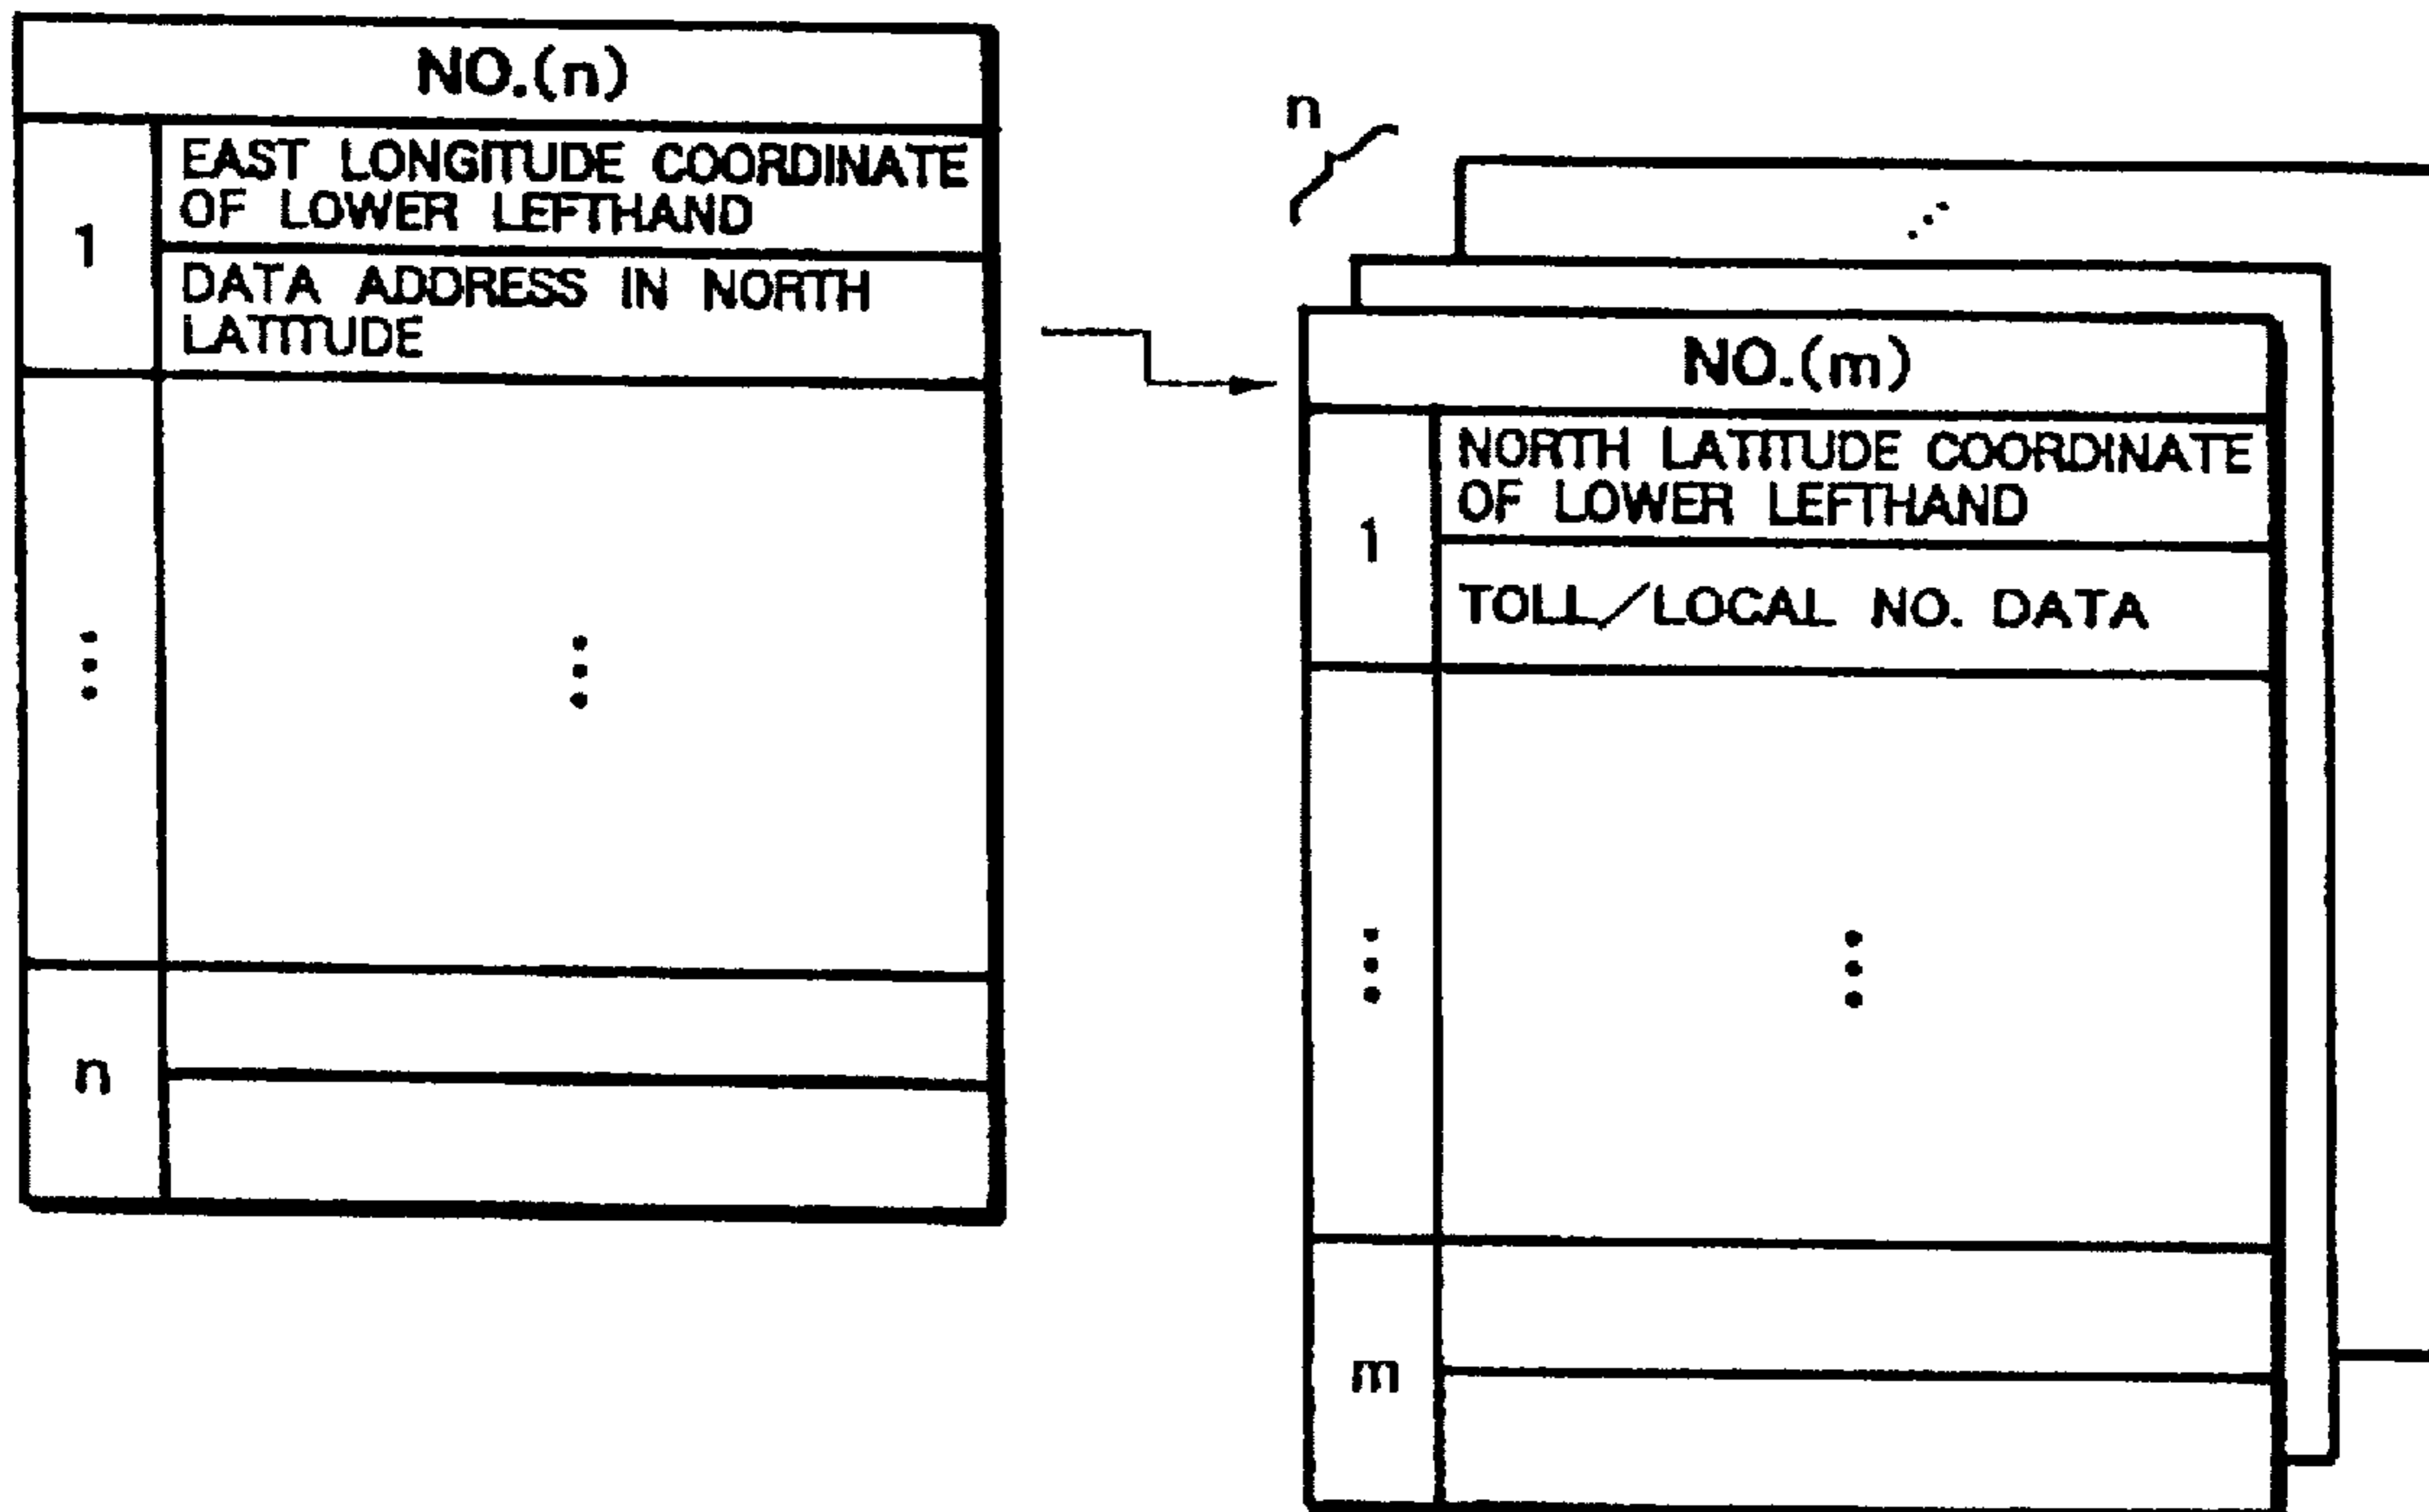 NO.(n)
1
EAST LONGITUDE COORDINATE
OF LOWER LEFTHAND
DATA ADDRESS IN NORTH
LATITUDE
n
n
NO.(m)
1
NORTH LATITUDE COORDINATE
OF LOWER LEFTHAND
TOLL/LOCAL NO. DATA
m